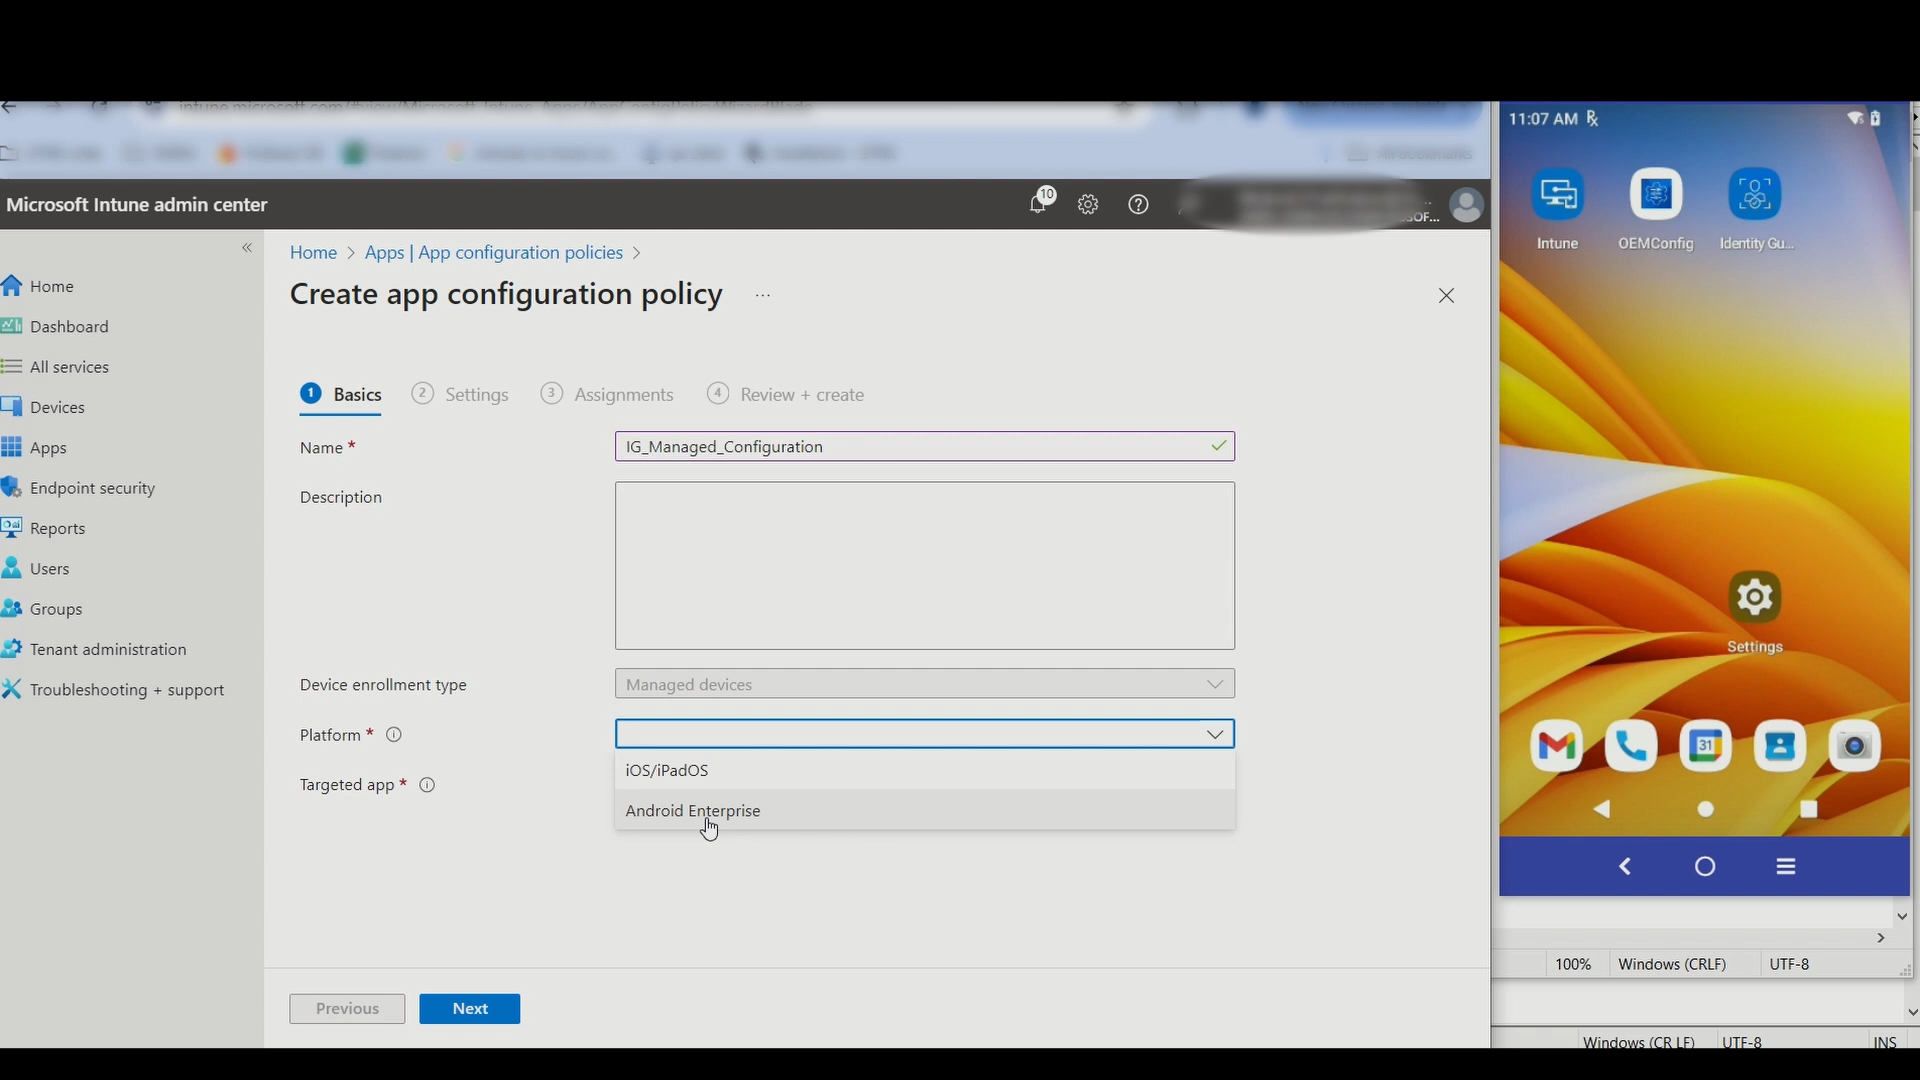 Microsoft Intune admin center
10
Home
Dashboard
All services
Devices
Apps
Endpoint security
Reports
Users
Groups
Tenant administration
Troubleshooting + support
Home > Apps | App configuration policies >
Create app configuration policy ...
1 Basics
2 Settings
3 Assignments
4 Review + create
Name *
IG_Managed_Configuration
Description
Device enrollment type
Managed devices
Platform *
iOS/iPadOS
Android Enterprise
Targeted app *
Previous
Next
11:07 AM
Intune
OEMConfig
Identity Gu...
Settings
31
100%
Windows (CRLF)
UTF-8
Windows (CR LF)
UTF-8
INS